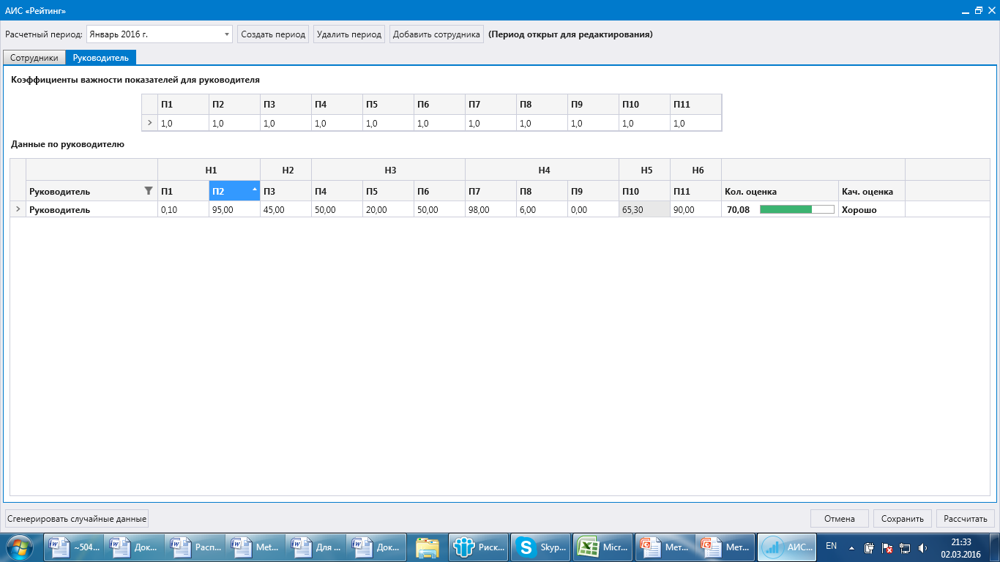 АИС «Рейтинг»
Расчетный период: Январь 2016 г. Создать период Удалить период Добавить сотрудника (Период открыт для редактирования)
Сотрудники Руководитель
Коэффициенты важности показателей для руководителя
П1 П2 П3 П4 П5 П6 П7 П8 П9 П10 П11
1,0 1,0 1,0 1,0 1,0 1,0 1,0 1,0 1,0 1,0 1,0
Данные по руководителю
Н1 Н2 Н3 Н4 Н5 Н6
Руководитель П1 П2 П3 П4 П5 П6 П7 П8 П9 П10 П11 Кол. оценка Кач. оценка
Руководитель 0,10 95,00 45,00 50,00 20,00 50,00 98,00 6,00 0,00 65,30 90,00 70,08 Хорошо
Сгенерировать случайные данные Отмена Сохранить Рассчитать
~504... Док... Расп... Met... Для ... Док... Риск... Skyp... Micr... Мет... Мет... АИС... EN 21:33
02.03.2016